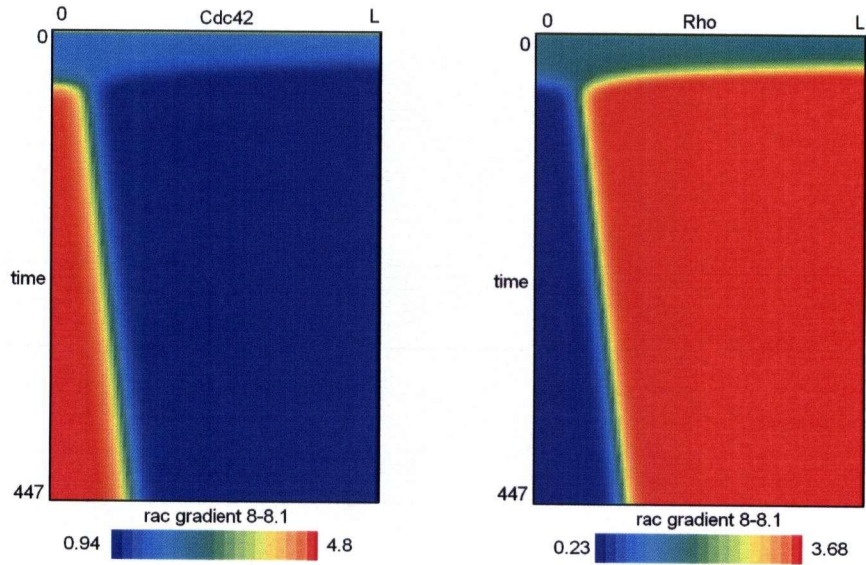 0 Cdc42 L
0
time
447
rac gradient 8-8.1
0.94 4.8
0 Rho L
0
time
447
rac gradient 8-8.1
0.23 3.68